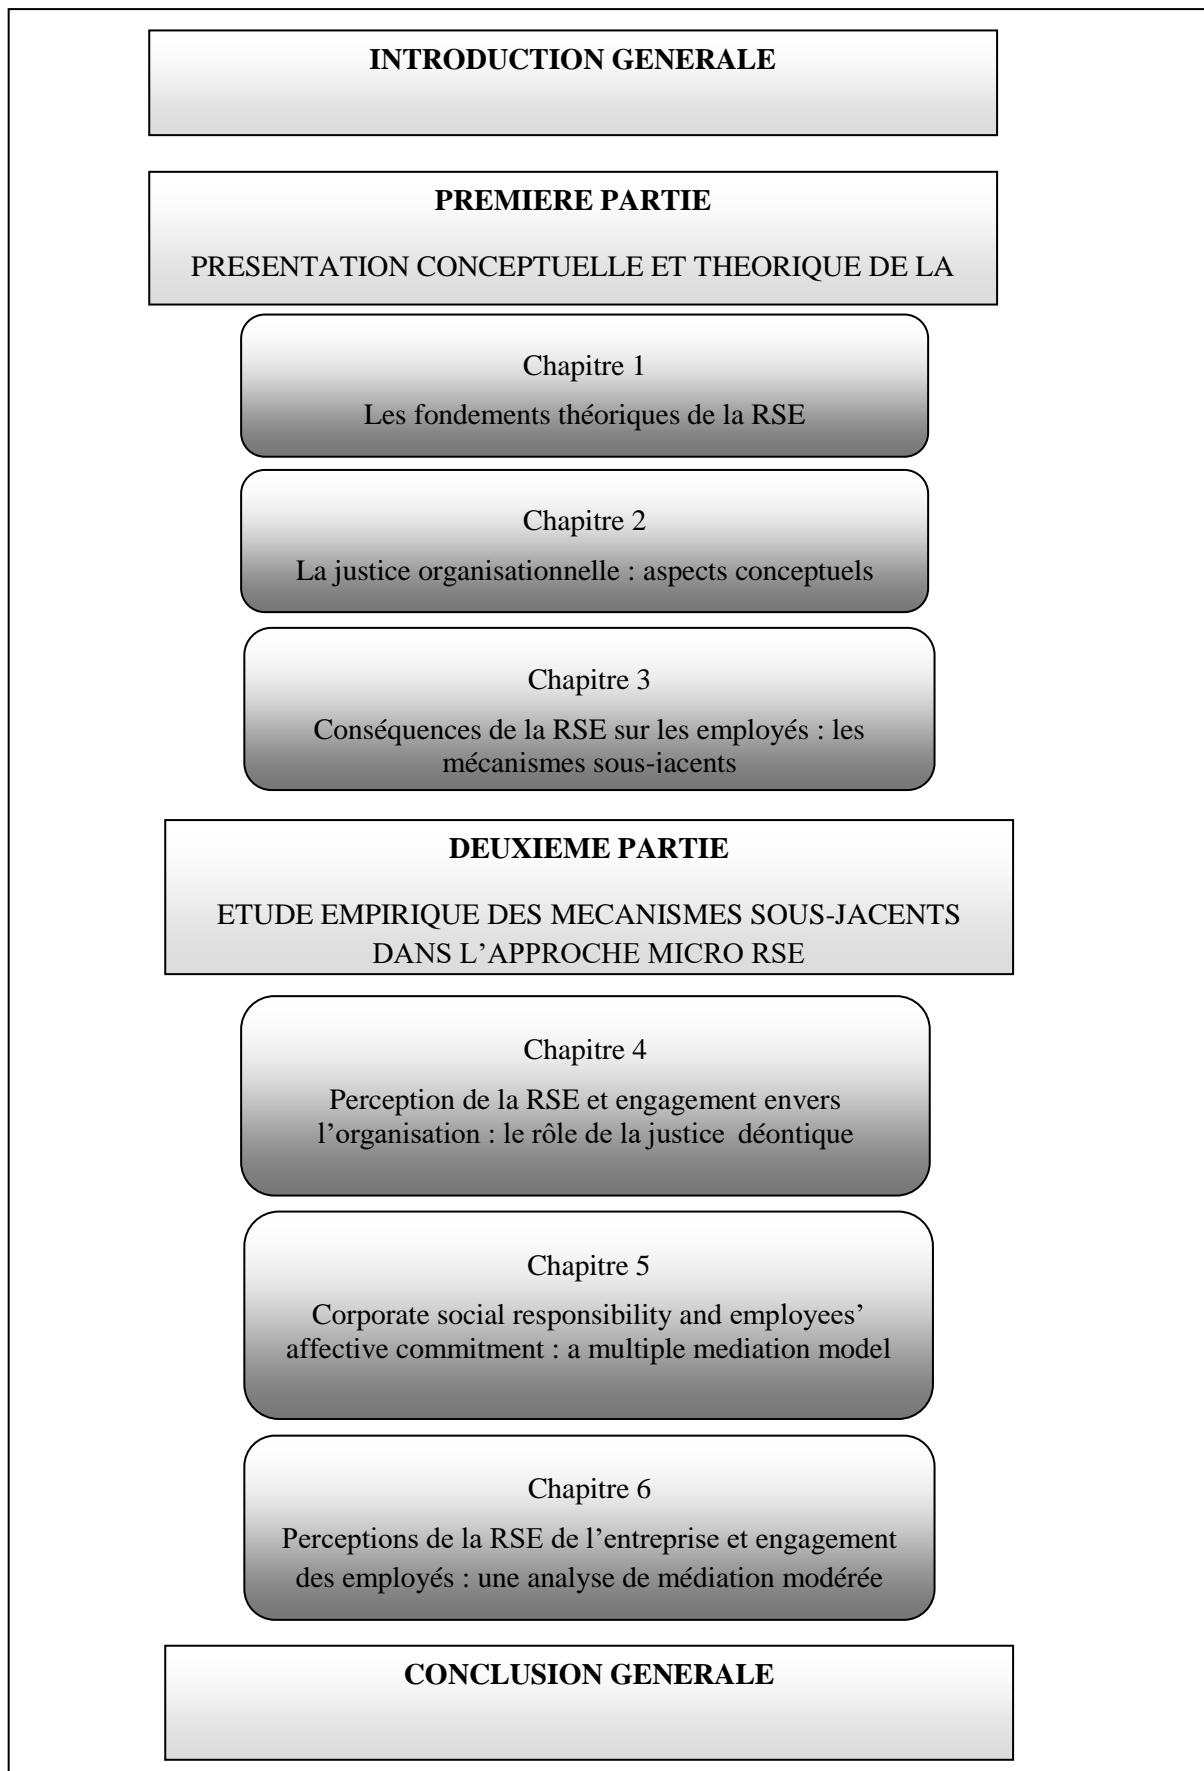 INTRODUCTION GENERALE
PREMIERE PARTIE
PRESENTATION CONCEPTUELLE ET THEORIQUE DE LA
Chapitre 1
Les fondements théoriques de la RSE
Chapitre 2
La justice organisationnelle : aspects conceptuels
Chapitre 3
Conséquences de la RSE sur les employés : les
mécanismes sous-jacents
DEUXIEME PARTIE
ETUDE EMPIRIQUE DES MECANISMES SOUS-JACENTS
DANS L’APPROCHE MICRO RSE
Chapitre 4
Perception de la RSE et engagement envers
l’organisation : le rôle de la justice déontique
Chapitre 5
Corporate social responsibility and employees’
affective commitment : a multiple mediation model
Chapitre 6
Perceptions de la RSE de l’entreprise et engagement
des employés : une analyse de médiation modérée
CONCLUSION GENERALE